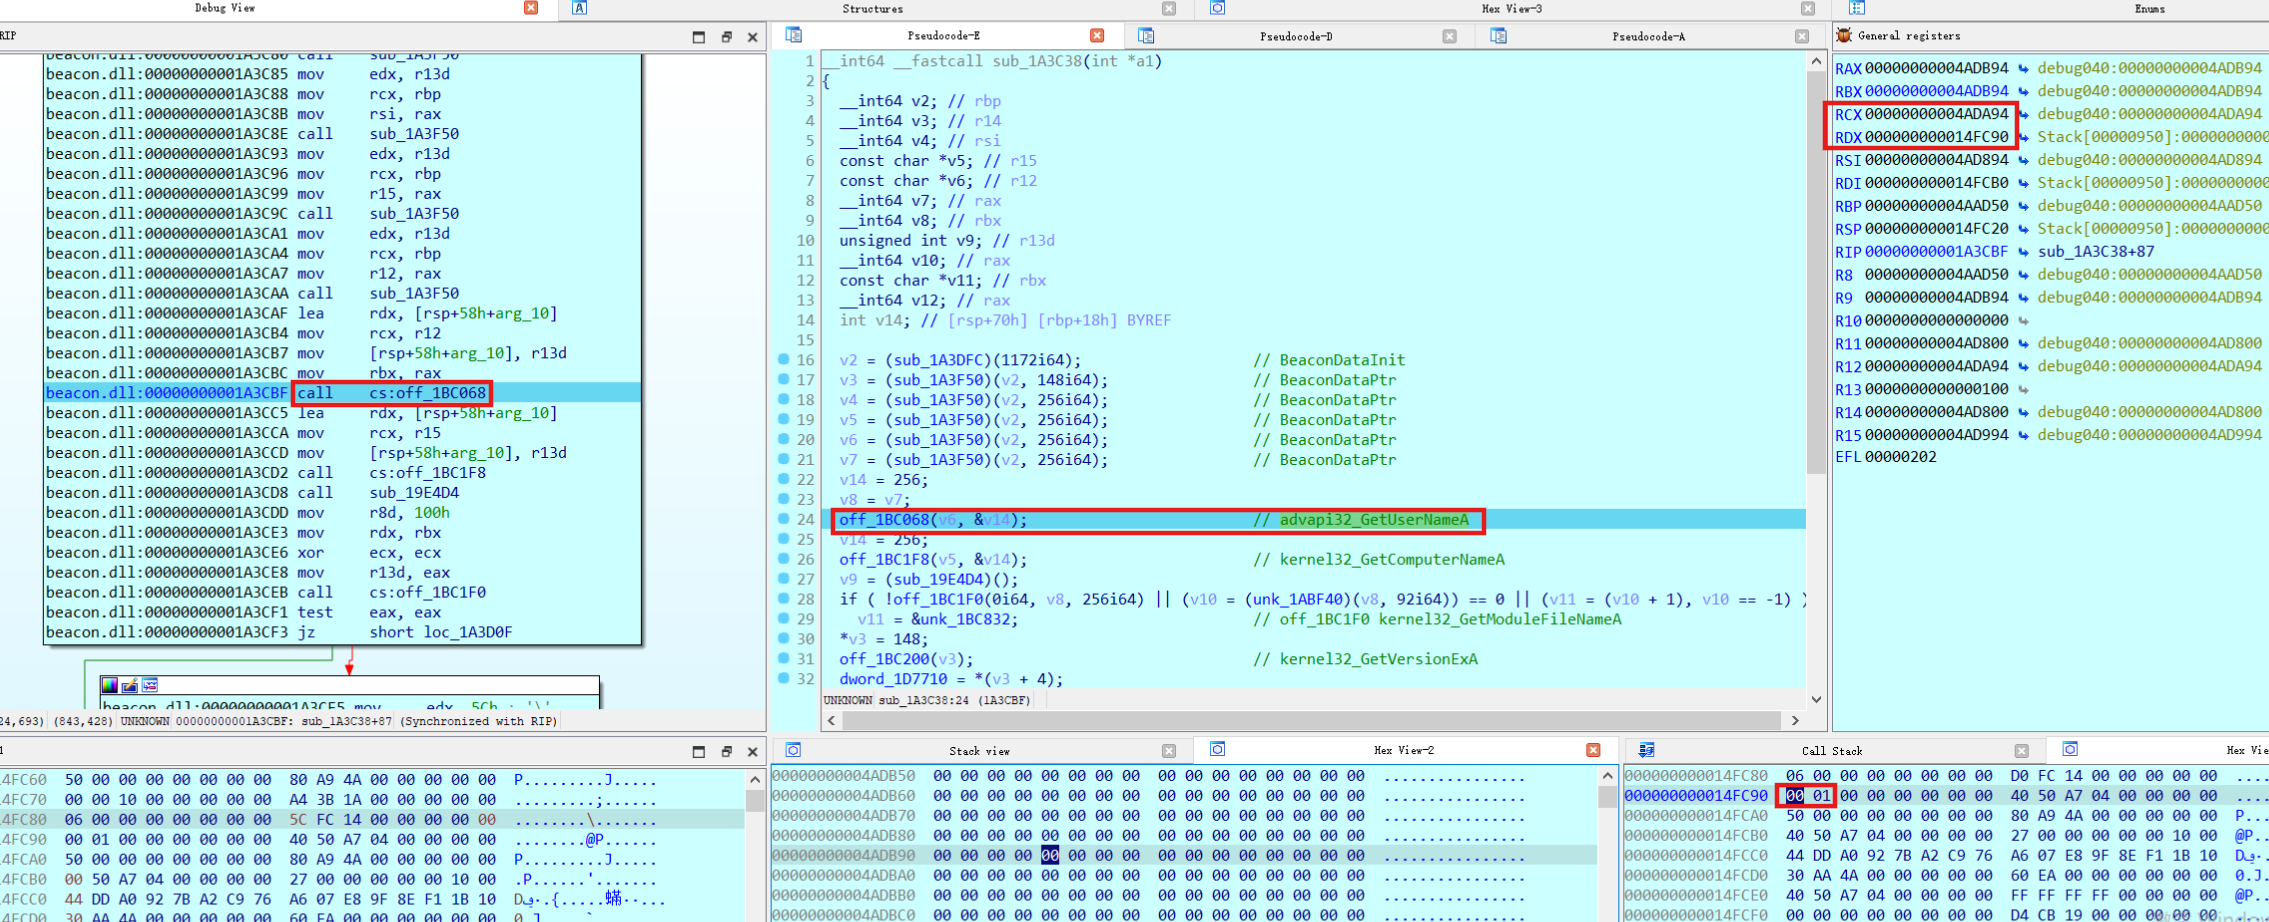 Debug View
Structures
Hex View-3
Enums
RIP
Pseudocode-E
Pseudocode-D
Pseudocode-A
General registers
beacon.dll:00000000001A3C80 call sub_1A3F50
beacon.dll:00000000001A3C85 mov edx, r13d
beacon.dll:00000000001A3C88 mov rcx, rbp
beacon.dll:00000000001A3C8B mov rsi, rax
beacon.dll:00000000001A3C8E call sub_1A3F50
beacon.dll:00000000001A3C93 mov edx, r13d
beacon.dll:00000000001A3C96 mov rcx, rbp
beacon.dll:00000000001A3C99 mov r15, rax
beacon.dll:00000000001A3C9C call sub_1A3F50
beacon.dll:00000000001A3CA1 mov edx, r13d
beacon.dll:00000000001A3CA4 mov rcx, rbp
beacon.dll:00000000001A3CA7 mov r12, rax
beacon.dll:00000000001A3CAA call sub_1A3F50
beacon.dll:00000000001A3CAF lea rdx, [rsp+58h+arg_10]
beacon.dll:00000000001A3CB4 mov rcx, r12
beacon.dll:00000000001A3CB7 mov [rsp+58h+arg_10], r13d
beacon.dll:00000000001A3CBC mov rbx, rax
beacon.dll:00000000001A3CBF call cs:off_1BC068
beacon.dll:00000000001A3CC5 lea rdx, [rsp+58h+arg_10]
beacon.dll:00000000001A3CCA mov rcx, r15
beacon.dll:00000000001A3CCD mov [rsp+58h+arg_10], r13d
beacon.dll:00000000001A3CD2 call cs:off_1BC1F8
beacon.dll:00000000001A3CD8 call sub_19E4D4
beacon.dll:00000000001A3CDD mov r8d, 100h
beacon.dll:00000000001A3CE3 mov rdx, rbx
beacon.dll:00000000001A3CE6 xor ecx, ecx
beacon.dll:00000000001A3CE8 mov r13d, eax
beacon.dll:00000000001A3CEB call cs:off_1BC1F0
beacon.dll:00000000001A3CF1 test eax, eax
beacon.dll:00000000001A3CF3 jz short loc_1A3D0F
beacon.dll:00000000001A3CF5 mov edx, 5Ch ; '\'
24,693) (843,428) UNKNOWN 00000000001A3CBF: sub_1A3C38+87 (Synchronized with RIP)
1 __int64 __fastcall sub_1A3C38(int *a1)
2 {
3 __int64 v2; // rbp
4 __int64 v3; // r14
5 __int64 v4; // rsi
6 const char *v5; // r15
7 const char *v6; // r12
8 __int64 v7; // rax
9 __int64 v8; // rbx
10 unsigned int v9; // r13d
11 __int64 v10; // rax
12 const char *v11; // rbx
13 __int64 v12; // rax
14 int v14; // [rsp+70h] [rbp+18h] BYREF
15
16 v2 = (sub_1A3DFC)(1172i64); // BeaconDataInit
17 v3 = (sub_1A3F50)(v2, 148i64); // BeaconDataPtr
18 v4 = (sub_1A3F50)(v2, 256i64); // BeaconDataPtr
19 v5 = (sub_1A3F50)(v2, 256i64); // BeaconDataPtr
20 v6 = (sub_1A3F50)(v2, 256i64); // BeaconDataPtr
21 v7 = (sub_1A3F50)(v2, 256i64); // BeaconDataPtr
22 v14 = 256;
23 v8 = v7;
24 off_1BC068(v6, &v14); // advapi32_GetUserNameA
25 v14 = 256;
26 off_1BC1F8(v5, &v14); // kernel32_GetComputerNameA
27 v9 = (sub_19E4D4)();
28 if ( !off_1BC1F0(0i64, v8, 256i64) || (v10 = (unk_1ABF40)(v8, 92i64)) == 0 || (v11 = (v10 + 1), v10 == -1) )
29 v11 = &unk_1BC832; // off_1BC1F0 kernel32_GetModuleFileNameA
30 *v3 = 148;
31 off_1BC200(v3); // kernel32_GetVersionExA
32 dword_1D7710 = *(v3 + 4);
UNKNOWN sub_1A3C38:24 (1A3CBF)
RAX 00000000004ADB94 debug040:00000000004ADB94
RBX 00000000004ADB94 debug040:00000000004ADB94
RCX 00000000004ADA94 debug040:00000000004ADA94
RDX 000000000014FC90 Stack[00000950]:0000000000
RSI 00000000004AD894 debug040:00000000004AD894
RDI 000000000014FCB0 Stack[00000950]:0000000000
RBP 00000000004AAD50 debug040:00000000004AAD50
RSP 000000000014FC20 Stack[00000950]:0000000000
RIP 00000000001A3CBF sub_1A3C38+87
R8 00000000004AAD50 debug040:00000000004AAD50
R9 00000000004ADB94 debug040:00000000004ADB94
R10 0000000000000000
R11 00000000004AD800 debug040:00000000004AD800
R12 00000000004ADA94 debug040:00000000004ADA94
R13 0000000000000100
R14 00000000004AD800 debug040:00000000004AD800
R15 00000000004AD994 debug040:00000000004AD994
EFL 00000202
1
Stack view
Hex View-2
Call Stack
Hex Vie
14FC60 50 00 00 00 00 00 00 00 80 A9 4A 00 00 00 00 00 P.........J.....
14FC70 00 00 10 00 00 00 00 00 A4 3B 1A 00 00 00 00 00 .........;......
14FC80 06 00 00 00 00 00 00 00 5C FC 14 00 00 00 00 00 ........\.......
14FC90 00 01 00 00 00 00 00 00 40 50 A7 04 00 00 00 00 ........@P......
14FCA0 50 00 00 00 00 00 00 00 80 A9 4A 00 00 00 00 00 P.........J.....
14FCB0 00 50 A7 04 00 00 00 00 27 00 00 00 00 00 10 00 .P......'.......
14FCC0 44 DD A0 92 7B A2 C9 76 A6 07 E8 9F 8E F1 1B 10
14FCD0 30 AA 4A 00 00 00 00 00 60 EA 00 00 00 00 00 00
00000000004ADB50 00 00 00 00 00 00 00 00 00 00 00 00 00 00 00 00 ................
00000000004ADB60 00 00 00 00 00 00 00 00 00 00 00 00 00 00 00 00 ................
00000000004ADB70 00 00 00 00 00 00 00 00 00 00 00 00 00 00 00 00 ................
00000000004ADB80 00 00 00 00 00 00 00 00 00 00 00 00 00 00 00 00 ................
00000000004ADB90 00 00 00 00 00 00 00 00 00 00 00 00 00 00 00 00 ................
00000000004ADBA0 00 00 00 00 00 00 00 00 00 00 00 00 00 00 00 00 ................
00000000004ADBB0 00 00 00 00 00 00 00 00 00 00 00 00 00 00 00 00 ................
00000000004ADBC0 00 00 00 00 00 00 00 00 00 00 00 00 00 00 00 00 ................
000000000014FC80 06 00 00 00 00 00 00 00 D0 FC 14 00 00 00 00 00 ....
000000000014FC90 00 01 00 00 00 00 00 00 40 50 A7 04 00 00 00 00 ....
000000000014FCA0 50 00 00 00 00 00 00 00 80 A9 4A 00 00 00 00 00 P...
000000000014FCB0 40 50 A7 04 00 00 00 00 27 00 00 00 00 00 10 00 @P..
000000000014FCC0 44 DD A0 92 7B A2 C9 76 A6 07 E8 9F 8E F1 1B 10
000000000014FCD0 30 AA 4A 00 00 00 00 00 60 EA 00 00 00 00 00 00 0.J.
000000000014FCE0 40 50 A7 04 00 00 00 00 FF FF FF FF 00 00 00 00 @P..
000000000014FCF0 00 00 00 00 00 00 00 00 D4 CB 19 00 00 00 00 00